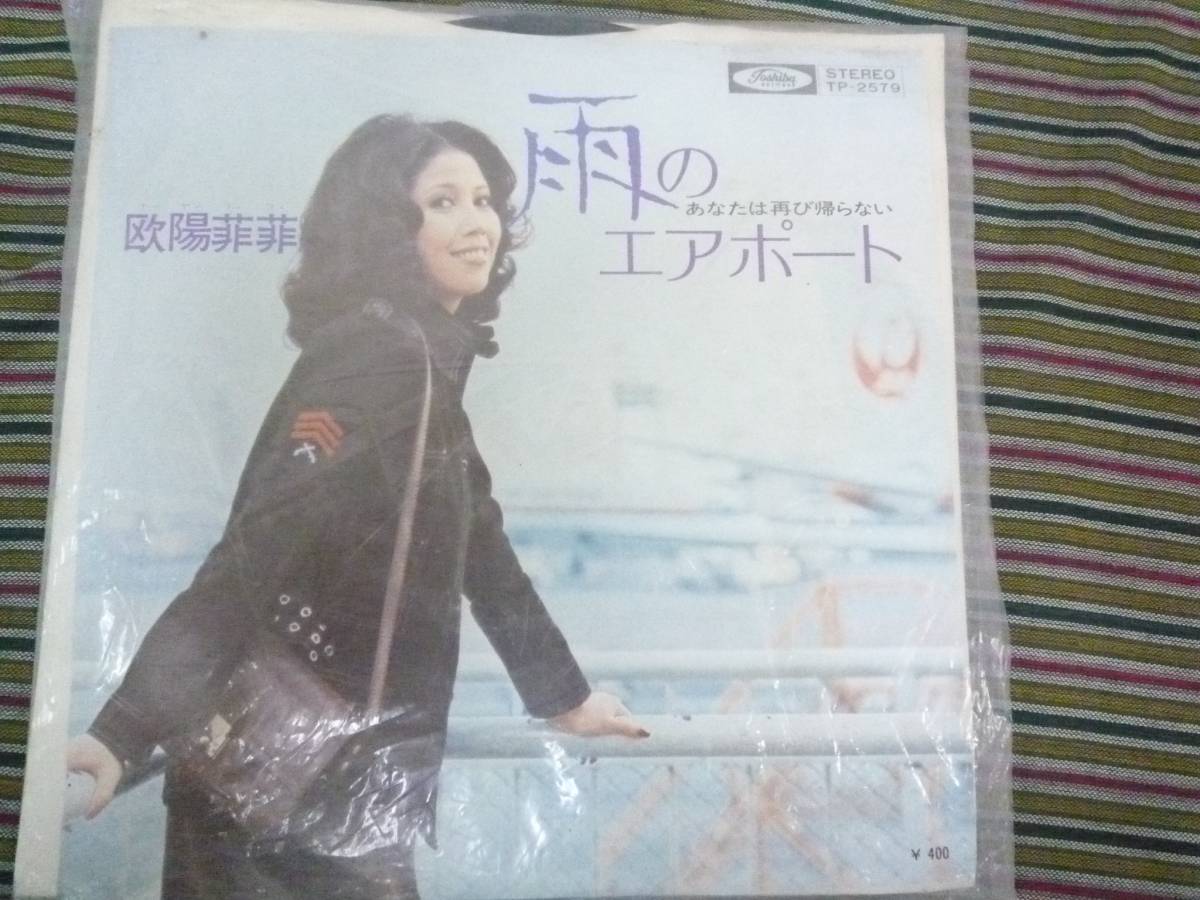 Toshiba
RECORDS
STEREO
TP-2579
雨の
あなたは再び帰らない
エアポート
欧陽菲菲
¥ 400